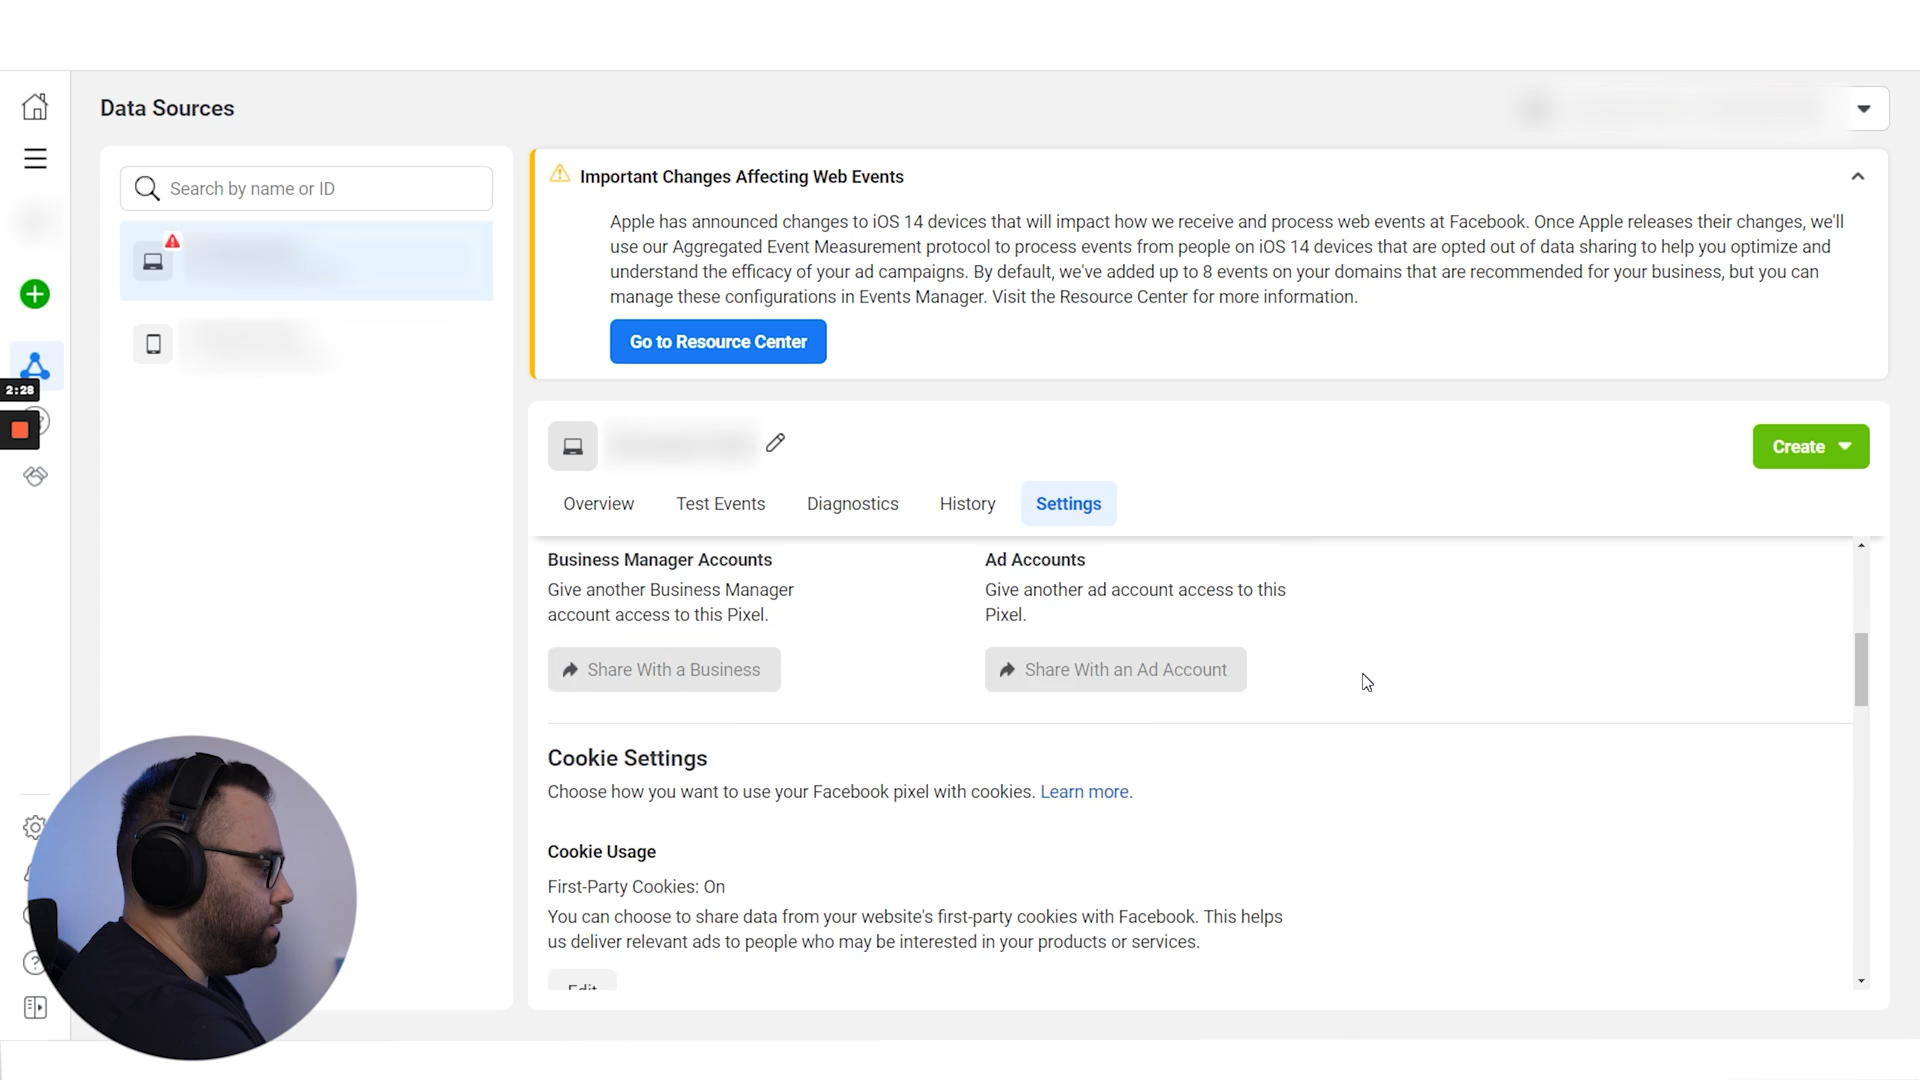 Data Sources
Search by name or ID
Important Changes Affecting Web Events
Apple has announced changes to iOS 14 devices that will impact how we receive and process web events at Facebook. Once Apple releases their changes, we'll
use our Aggregated Event Measurement protocol to process events from people on iOS 14 devices that are opted out of data sharing to help you optimize and
understand the efficacy of your ad campaigns. By default, we've added up to 8 events on your domains that are recommended for your business, but you can
manage these configurations in Events Manager. Visit the Resource Center for more information.
Go to Resource Center
2:28
Create
Overview Test Events Diagnostics History Settings
Business Manager Accounts
Give another Business Manager
account access to this Pixel.
Share With a Business
Ad Accounts
Give another ad account access to this
Pixel.
Share With an Ad Account
Cookie Settings
Choose how you want to use your Facebook pixel with cookies. Learn more.
Cookie Usage
First-Party Cookies: On
You can choose to share data from your website's first-party cookies with Facebook. This helps
us deliver relevant ads to people who may be interested in your products or services.
Edit